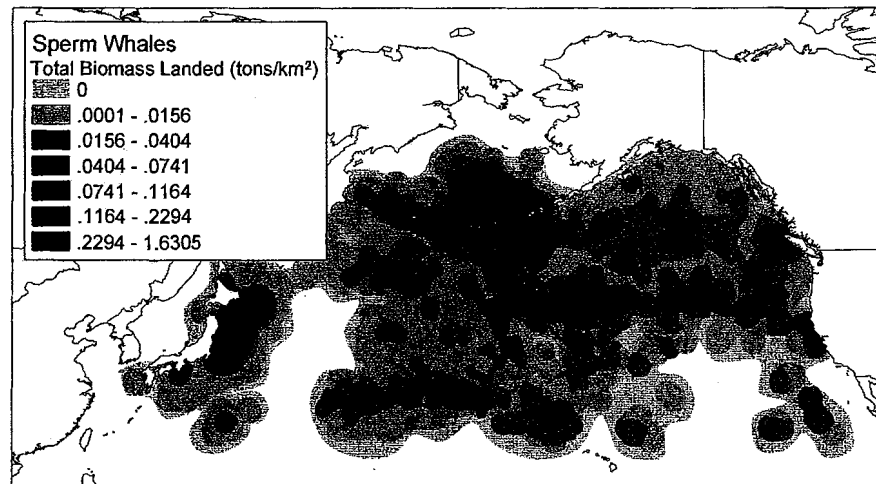 Sperm Whales
Total Biomass Landed (tons/km²)
0
.0001 - .0156
.0156 - .0404
.0404 - .0741
.0741 - .1164
.1164 - .2294
.2294 - 1.6305